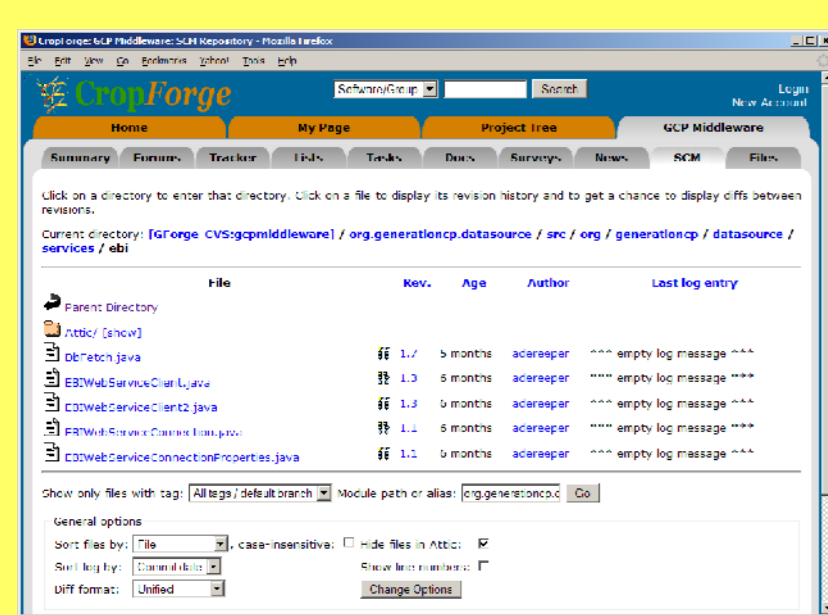 CropForge: GCP Middleware: SCM Repository - Mozilla Firefox
File Edit View Go Bookmarks Yahoo! Tools Help
CropForge Software/Group Search Login
New Account
Home My Page Project Tree GCP Middleware
Summary Forums Tracker Lists Tasks Docs Surveys News SCM Files
Click on a directory to enter that directory. Click on a file to display its revision history and to get a chance to display diffs between
revisions.
Current directory: [GForge CVS:gcpmiddleware] / org.generationcp.datasource / src / org / generationcp / datasource /
services / ebi
File Rev. Age Author Last log entry
Parent Directory
Attic/ [show]
DbFetch.java 1.7 5 months adereeper *** empty log message ***
EBIWebServiceClient.java 1.3 6 months adereeper *** empty log message ***
EBIWebServiceClient2.java 1.3 6 months adereeper *** empty log message ***
EBIWebServiceConnection.java 1.1 6 months adereeper *** empty log message ***
EBIWebServiceConnectionProperties.java 1.1 6 months adereeper *** empty log message ***
Show only files with tag: All tags / default branch Module path or alias: org.generationcp.c Go
General options
Sort files by: File , case-insensitive: Hide files in Attic:
Sort log by: Commit date Show line numbers:
Diff format: Unified Change Options